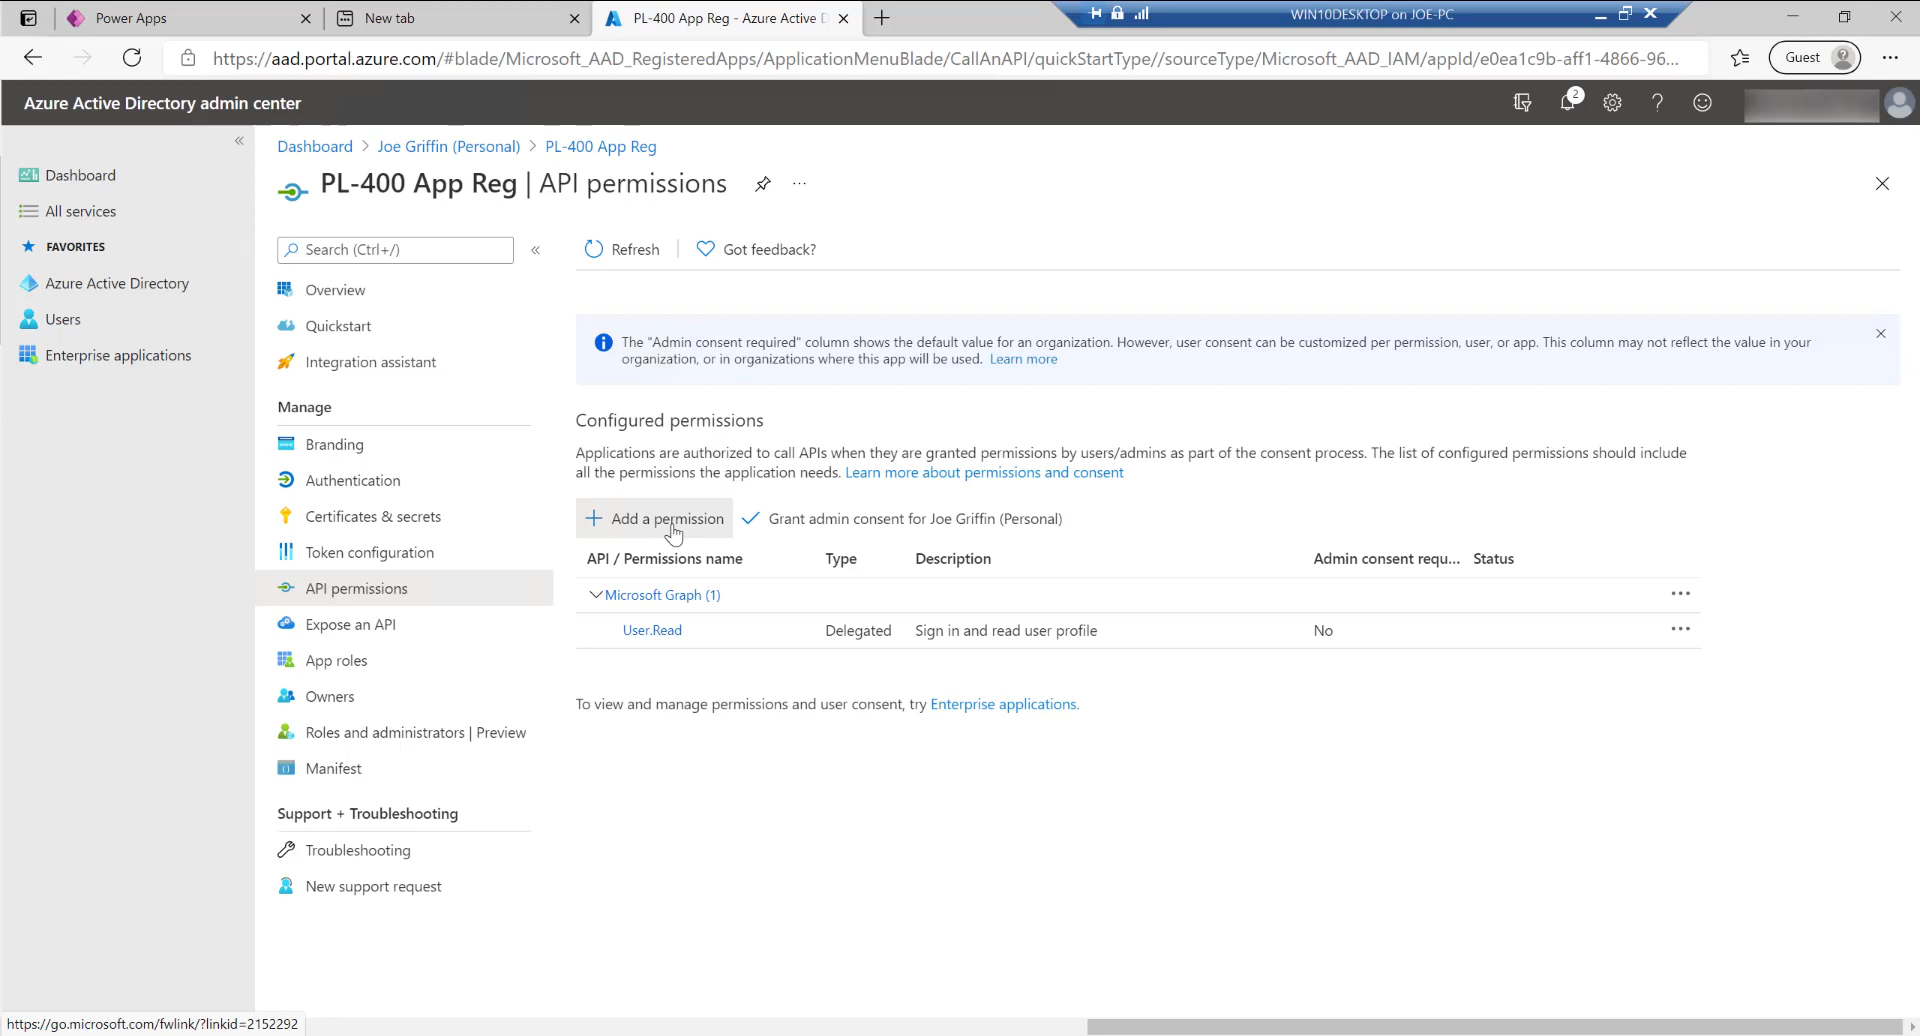 Power Apps
New tab
PL-400 App Reg - Azure Active D
WIN10DESKTOP on JOE-PC
https://aad.portal.azure.com/#blade/Microsoft_AAD_RegisteredApps/ApplicationMenuBlade/CallAnAPI/quickStartType//sourceType/Microsoft_AAD_IAM/appId/e0ea1c9b-aff1-4866-96...
Guest
Azure Active Directory admin center
2
Dashboard > Joe Griffin (Personal) > PL-400 App Reg
PL-400 App Reg | API permissions
Dashboard
All services
FAVORITES
Azure Active Directory
Users
Enterprise applications
Search (Ctrl+/)
Overview
Quickstart
Integration assistant
Manage
Branding
Authentication
Certificates & secrets
Token configuration
API permissions
Expose an API
App roles
Owners
Roles and administrators | Preview
Manifest
Support + Troubleshooting
Troubleshooting
New support request
Refresh
Got feedback?
The "Admin consent required" column shows the default value for an organization. However, user consent can be customized per permission, user, or app. This column may not reflect the value in your
organization, or in organizations where this app will be used. Learn more
Configured permissions
Applications are authorized to call APIs when they are granted permissions by users/admins as part of the consent process. The list of configured permissions should include
all the permissions the application needs. Learn more about permissions and consent
Add a permission
Grant admin consent for Joe Griffin (Personal)
API / Permissions name Type Description Admin consent requ... Status
Microsoft Graph (1)
User.Read Delegated Sign in and read user profile No
To view and manage permissions and user consent, try Enterprise applications.
https://go.microsoft.com/fwlink/?linkid=2152292